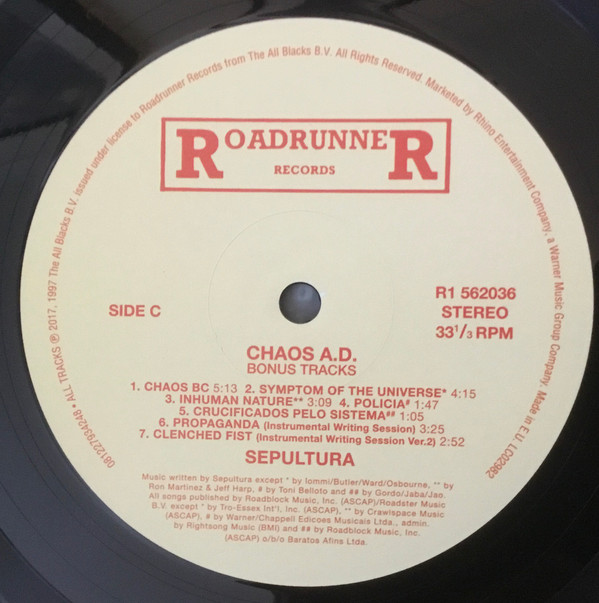 ROADRUNNER
RECORDS
SIDE C
R1 562036
STEREO
33 1/3 RPM
CHAOS A.D.
BONUS TRACKS
1. CHAOS BC 5:13 2. SYMPTOM OF THE UNIVERSE* 4:15
3. INHUMAN NATURE** 3:09 4. POLICIA# 1:47
5. CRUCIFICADOS PELO SISTEMA## 1:05
6. PROPAGANDA (Instrumental Writing Session) 3:25
7. CLENCHED FIST (Instrumental Writing Session Ver.2) 2:52
SEPULTURA
Music written by Sepultura except * by Iommi/Butler/Ward/Osbourne, ** by
Ron Martinez & Jeff Harp, # by Toni Belloto and ## by Gordo/Jaba/Jao.
All songs published by Roadblock Music, Inc. (ASCAP)/Roadster Music
B.V. except * by Tro-Essex Int'l, Inc. (ASCAP), ** by Crawlspace Music
(ASCAP), # by Warner/Chappell Edicoes Musicais Ltda., admin.
by Rightsong Music (BMI) and ## by Roadblock Music, Inc.
(ASCAP) o/b/o Baratos Afins Ltda.
081227934248 • ALL TRACKS ℗ 2017, 1997 The All Blacks B.V. issued under license to Roadrunner Records from The All Blacks B.V. All Rights Reserved. Marketed by Rhino Entertainment Company, a Warner Music Group Company. Made in E.U. LC02982